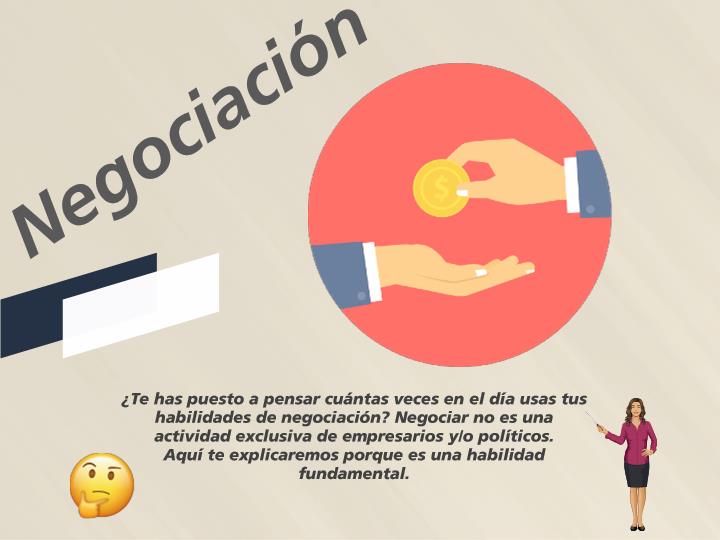 Negociación
$
¿Te has puesto a pensar cuántas veces en el día usas tus
habilidades de negociación? Negociar no es una
actividad exclusiva de empresarios y/o políticos.
Aquí te explicaremos porque es una habilidad
fundamental.